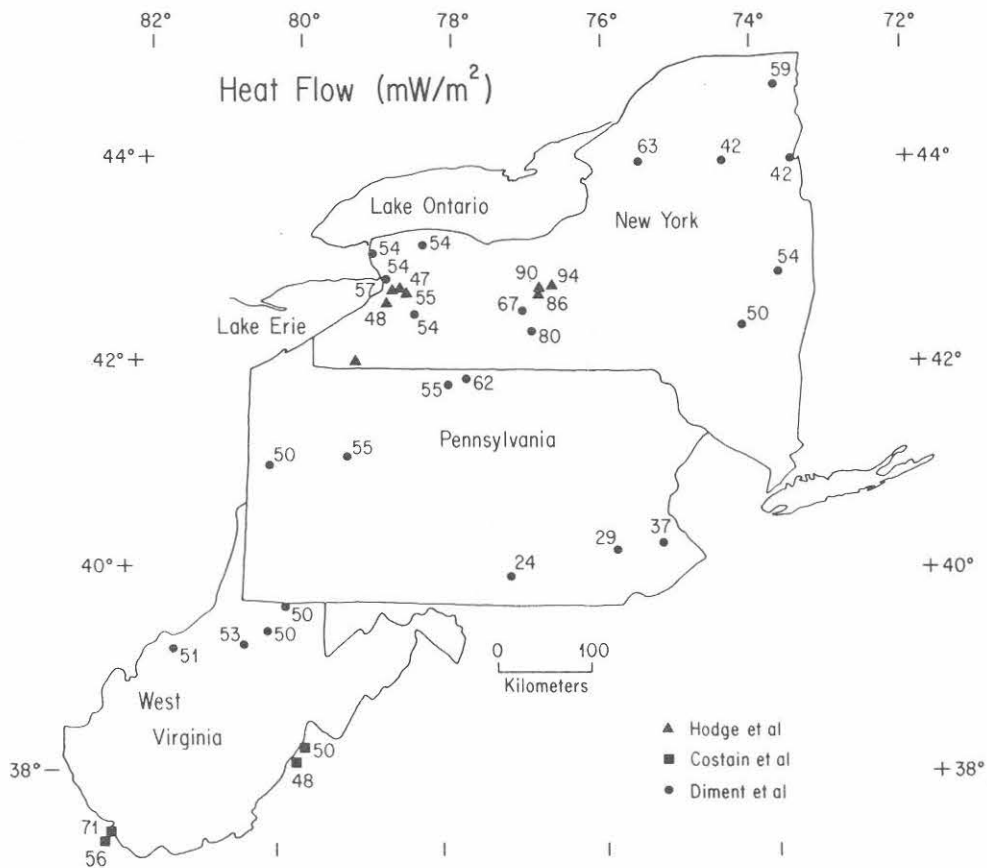 82° 80° 78° 76° 74° 72°
Heat Flow (mW/m²)
59
44° 63 42 42 44°
Lake Ontario
New York
54 54
54 57 47 90 94 54
55 48 67 86 50
Lake Erie 54 80
42° 42°
55 62
Pennsylvania
50 55
37
29
40° 24 40°
50
53 50 0 100
51 Kilometers
West
Virginia
Hodge et al
50 Costain et al
38° 48 38°
Diment et al
71
56